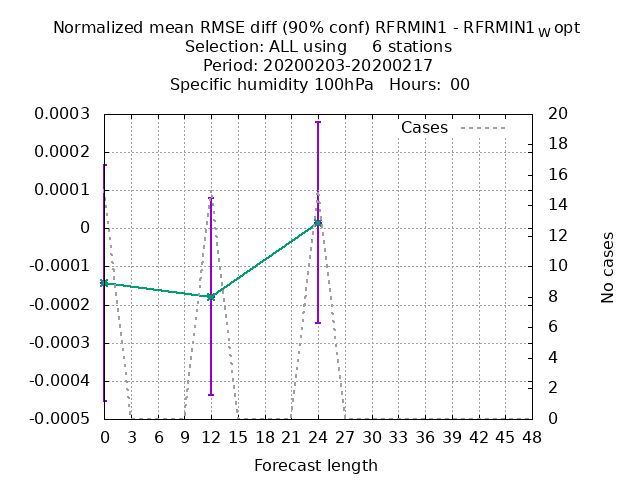 Normalized mean RMSE diff (90% conf) RFRMIN1 - RFRMIN1wopt
Selection: ALL using 6 stations
Period: 20200203-20200217
Specific humidity 100hPa Hours: 00
Cases
0.0003
0.0002
0.0001
0
-0.0001
-0.0002
-0.0003
-0.0004
-0.0005
20
18
16
14
12
10
8
6
4
2
0
No cases
0 3 6 9 12 15 18 21 24 27 30 33 36 39 42 45 48
Forecast length